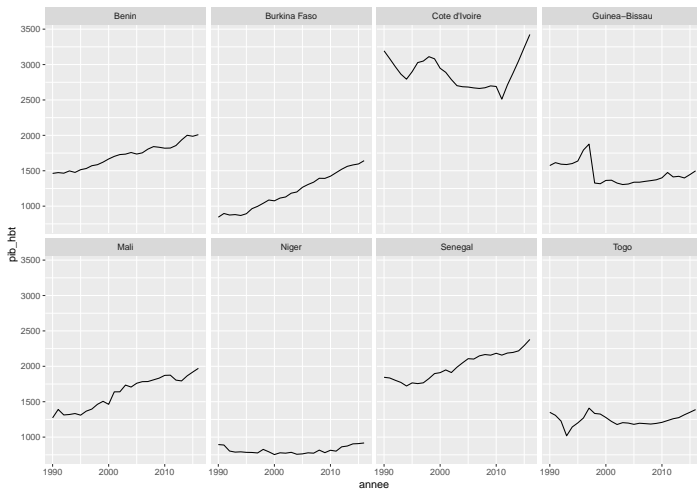 Benin Burkina Faso Cote d'Ivoire Guinea−Bissau
3500
3000
2500
2000
1500
1000
pib_hbt
Mali Niger Senegal Togo
3500
3000
2500
2000
1500
1000
1990 2000 2010 1990 2000 2010 1990 2000 2010 1990 2000 2010
annee